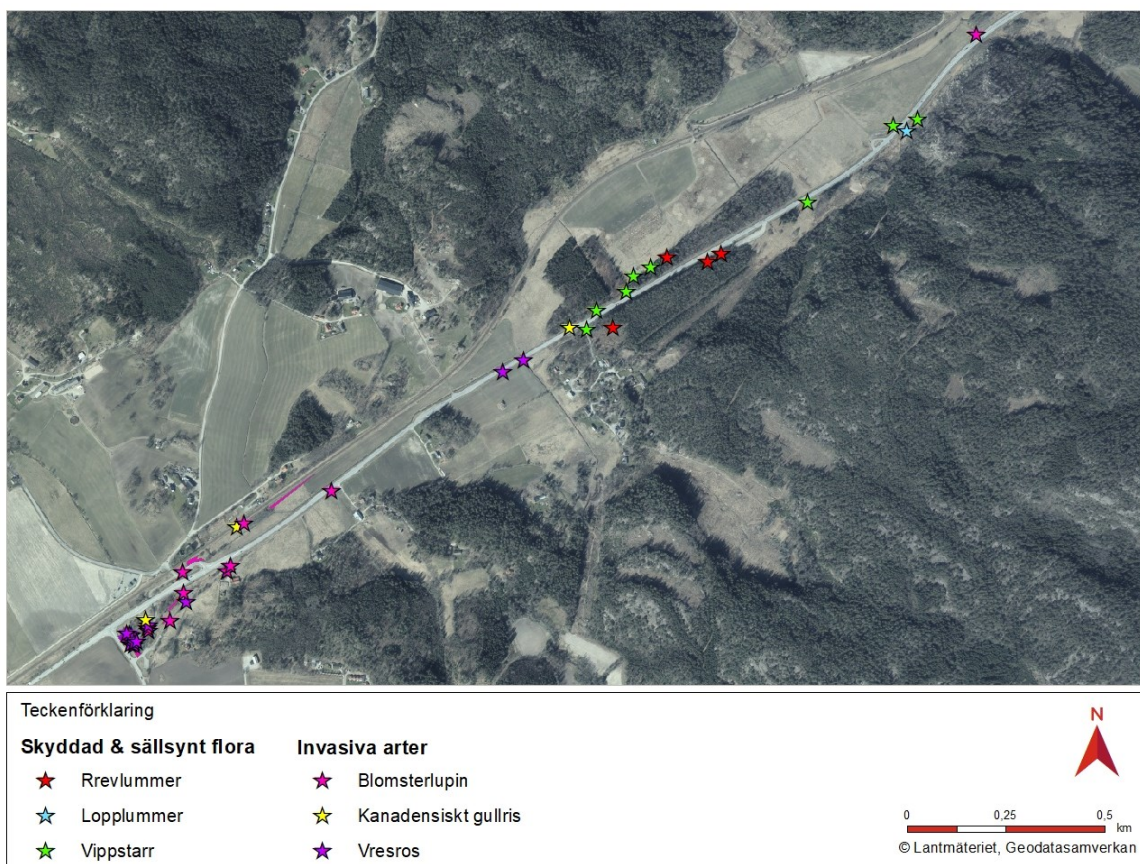 Teckenförklaring
Skyddad & sällsynt flora
Rrevlummer
Lopplummer
Vippstarr
Invasiva arter
Blomsterlupin
Kanadensiskt gullris
Vresros
N
0 0,25 0,5
km
© Lantmäteriet, Geodatasamverkan